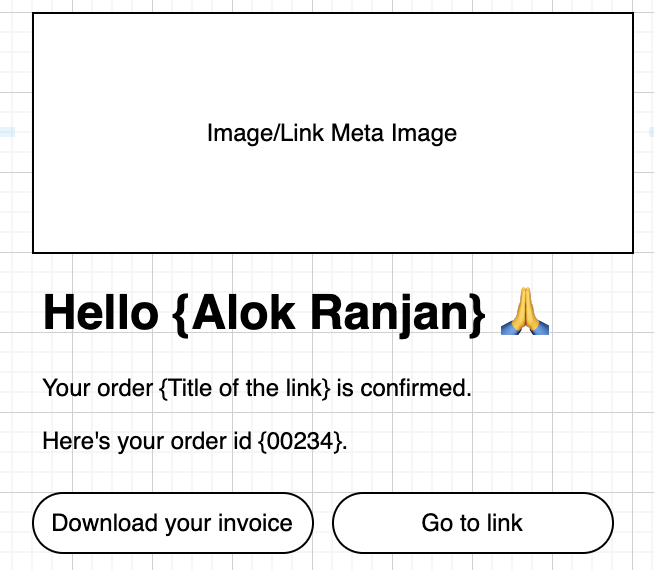 Image/Link Meta Image
Hello {Alok Ranjan} 🙏
Your order {Title of the link} is confirmed.
Here's your order id {00234}.
Download your invoice
Go to link